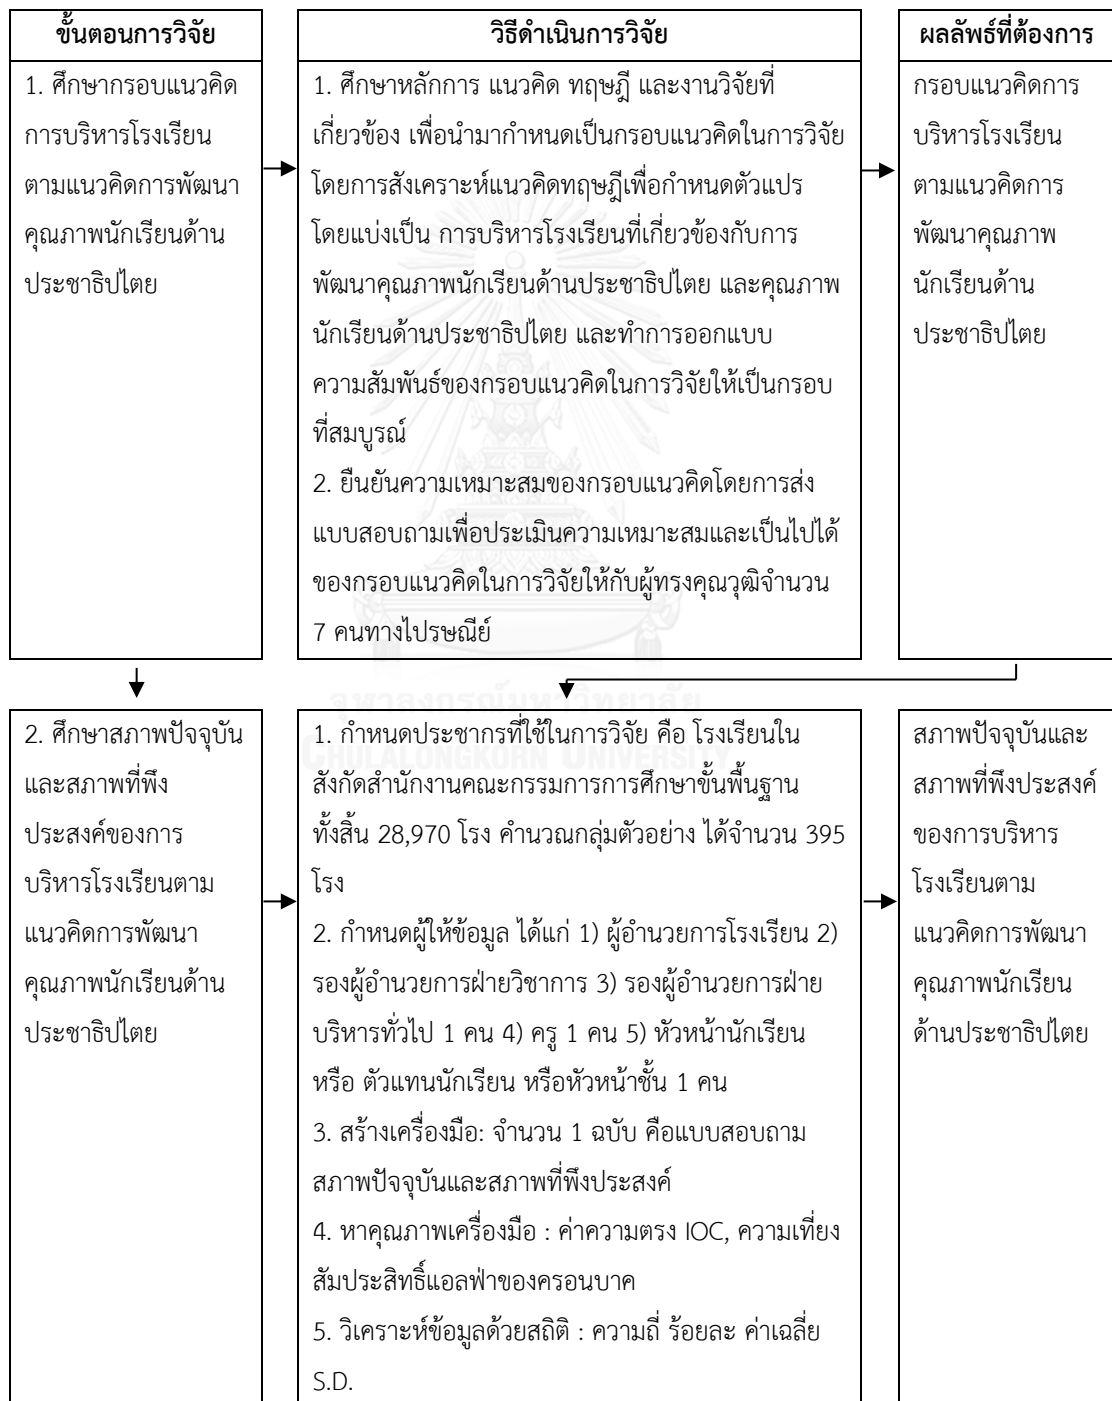 ขั้นตอนการวิจัย
วิธีดำเนินการวิจัย
ผลลัพธ์ที่ต้องการ
1. ศึกษากรอบแนวคิด
การบริหารโรงเรียน
ตามแนวคิดการพัฒนา
คุณภาพนักเรียนด้าน
ประชาธิปไตย
1. ศึกษาหลักการ แนวคิด ทฤษฎี และงานวิจัยที่
เกี่ยวข้อง เพื่อนำมากำหนดเป็นกรอบแนวคิดในการวิจัย
โดยการสังเคราะห์แนวคิดทฤษฎีเพื่อกำหนดตัวแปร
โดยแบ่งเป็น การบริหารโรงเรียนที่เกี่ยวข้องกับการ
พัฒนาคุณภาพนักเรียนด้านประชาธิปไตย และคุณภาพ
นักเรียนด้านประชาธิปไตย และทำการออกแบบ
ความสัมพันธ์ของกรอบแนวคิดในการวิจัยให้เป็นกรอบ
ที่สมบูรณ์
2. ยืนยันความเหมาะสมของกรอบแนวคิดโดยการส่ง
แบบสอบถามเพื่อประเมินความเหมาะสมและเป็นไปได้
ของกรอบแนวคิดในการวิจัยให้กับผู้ทรงคุณวุฒิจำนวน
7 คนทางไปรษณีย์
กรอบแนวคิดการ
บริหารโรงเรียน
ตามแนวคิดการ
พัฒนาคุณภาพ
นักเรียนด้าน
ประชาธิปไตย
จุฬาลงกรณ์มหาวิทยาลัย
CHULALONGKORN UNIVERSITY
2. ศึกษาสภาพปัจจุบัน
และสภาพที่พึง
ประสงค์ของการ
บริหารโรงเรียนตาม
แนวคิดการพัฒนา
คุณภาพนักเรียนด้าน
ประชาธิปไตย
1. กำหนดประชากรที่ใช้ในการวิจัย คือ โรงเรียนใน
สังกัดสำนักงานคณะกรรมการการศึกษาขั้นพื้นฐาน
ทั้งสิ้น 28,970 โรง คำนวณกลุ่มตัวอย่าง ได้จำนวน 395
โรง
2. กำหนดผู้ให้ข้อมูล ได้แก่ 1) ผู้อำนวยการโรงเรียน 2)
รองผู้อำนวยการฝ่ายวิชาการ 3) รองผู้อำนวยการฝ่าย
บริหารทั่วไป 1 คน 4) ครู 1 คน 5) หัวหน้านักเรียน
หรือ ตัวแทนนักเรียน หรือหัวหน้าชั้น 1 คน
3. สร้างเครื่องมือ: จำนวน 1 ฉบับ คือแบบสอบถาม
สภาพปัจจุบันและสภาพที่พึงประสงค์
4. หาคุณภาพเครื่องมือ : ค่าความตรง IOC, ความเที่ยง
สัมประสิทธิ์แอลฟ่าของครอนบาค
5. วิเคราะห์ข้อมูลด้วยสถิติ : ความถี่ ร้อยละ ค่าเฉลี่ย
S.D.
สภาพปัจจุบันและ
สภาพที่พึงประสงค์
ของการบริหาร
โรงเรียนตาม
แนวคิดการพัฒนา
คุณภาพนักเรียน
ด้านประชาธิปไตย